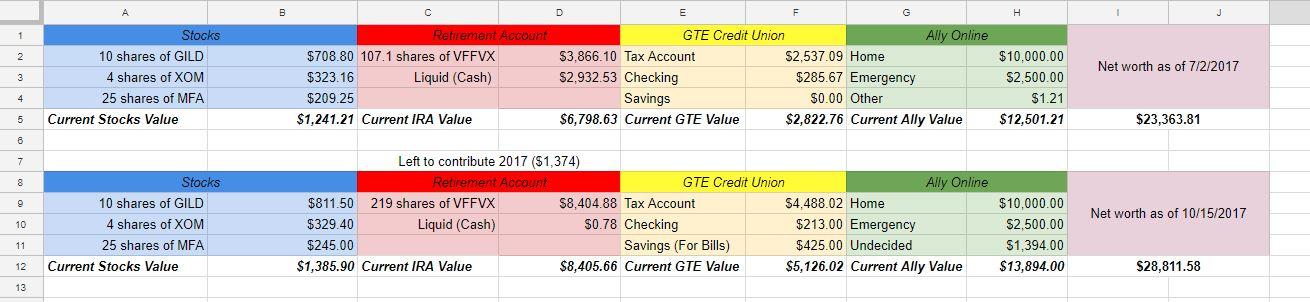 A B C D E F G H I J
1 Stocks Retirement Account GTE Credit Union Ally Online
2 10 shares of GILD $708.80 107.1 shares of VFFVX $3,866.10 Tax Account $2,537.09 Home $10,000.00
Net worth as of 7/2/2017
3 4 shares of XOM $323.16 Liquid (Cash) $2,932.53 Checking $285.67 Emergency $2,500.00
4 25 shares of MFA $209.25 Savings $0.00 Other $1.21
5 Current Stocks Value $1,241.21 Current IRA Value $6,798.63 Current GTE Value $2,822.76 Current Ally Value $12,501.21 $23,363.81
6
7 Left to contribute 2017 ($1,374)
8 Stocks Retirement Account GTE Credit Union Ally Online
9 10 shares of GILD $811.50 219 shares of VFFVX $8,404.88 Tax Account $4,488.02 Home $10,000.00
Net worth as of 10/15/2017
10 4 shares of XOM $329.40 Liquid (Cash) $0.78 Checking $213.00 Emergency $2,500.00
11 25 shares of MFA $245.00 Savings (For Bills) $425.00 Undecided $1,394.00
12 Current Stocks Value $1,385.90 Current IRA Value $8,405.66 Current GTE Value $5,126.02 Current Ally Value $13,894.00 $28,811.58
13